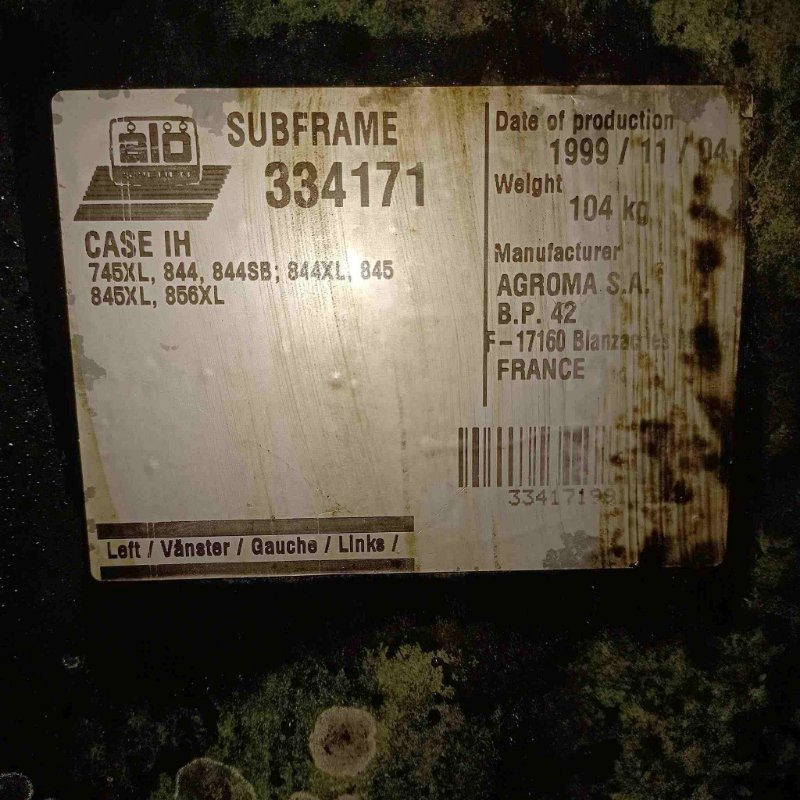 alö
SUBFRAME
334171
CASE IH
745XL, 844, 844SB; 844XL, 845
845XL, 856XL
Date of production
1999 / 11 / 04
Weight
104 kg
Manufacturer
AGROMA S.A.
B.P. 42
F-17160
FRANCE
Left / Vänster / Gauche / Links /